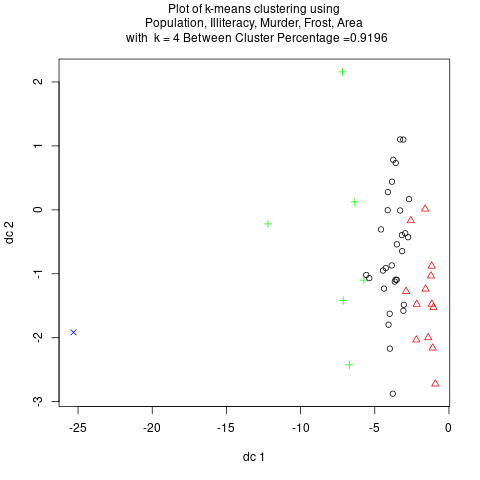 Plot of k-means clustering using
Population, Illiteracy, Murder, Frost, Area
with k = 4 Between Cluster Percentage =0.9196
2
1
0
-1
-2
-3
dc 2
-25 -20 -15 -10 -5 0
dc 1